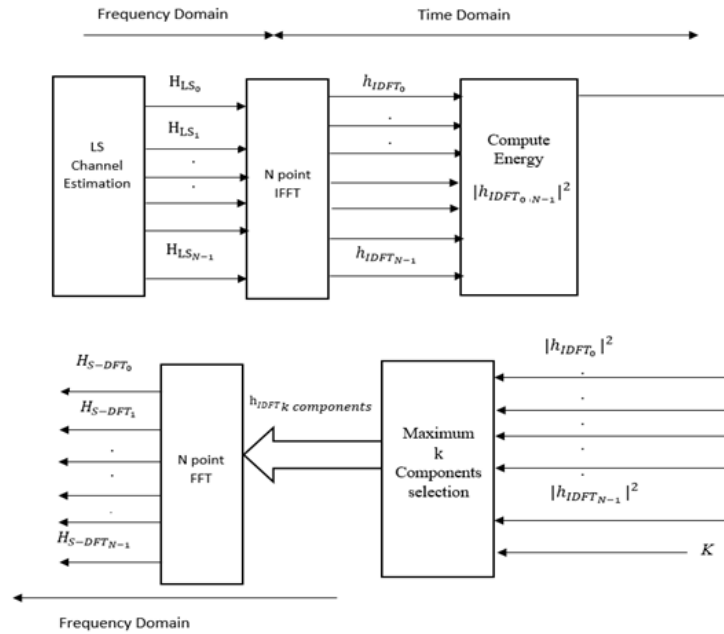 Frequency Domain
Time Domain
LS
Channel
Estimation
H_{LS_0}
H_{LS_1}
.
.
H_{LS_{N-1}}
N point
IFFT
h_{IDFT_0}
.
.
h_{IDFT_{N-1}}
Compute
Energy
|h_{IDFT_{0..N-1}}|^2
|h_{IDFT_0}|^2
.
.
.
.
|h_{IDFT_{N-1}}|^2
K
Maximum
k
Components
selection
h_{IDFT k components}
N point
FFT
H_{S-DFT_0}
H_{S-DFT_1}
.
.
.
H_{S-DFT_{N-1}}
Frequency Domain